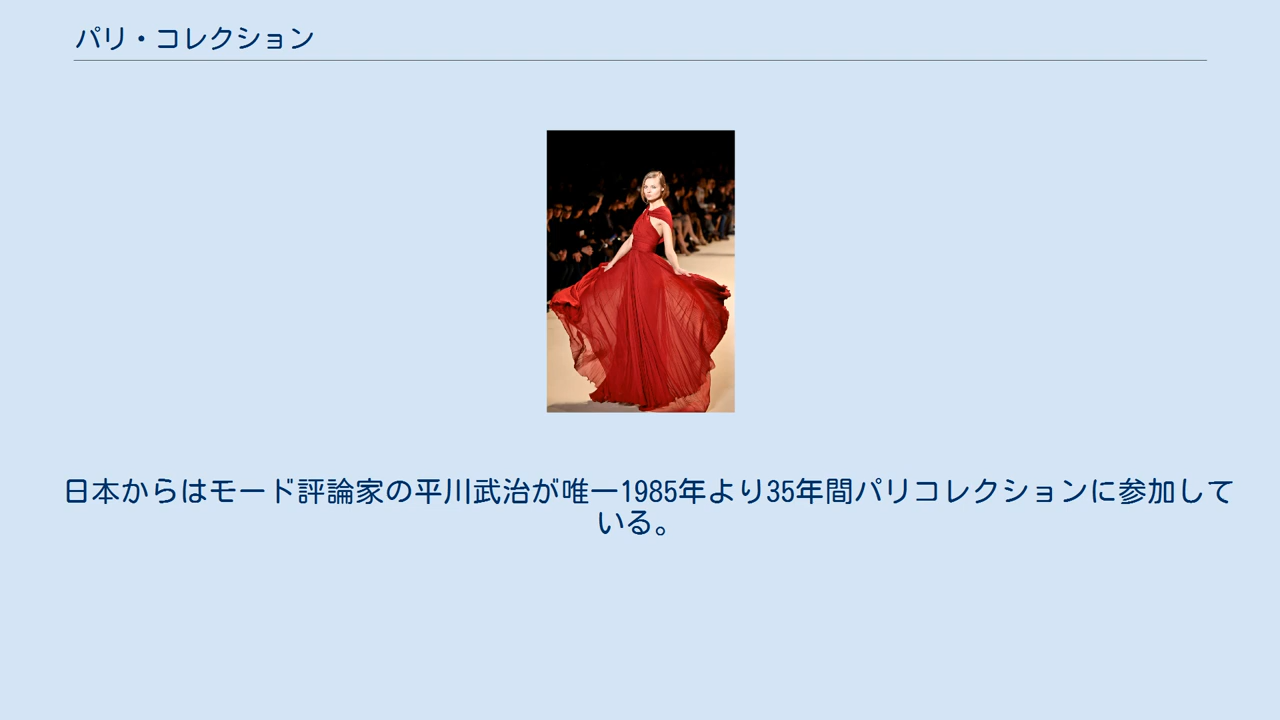 パリ・コレクション
日本からはモード評論家の平川武治が唯一1985年より35年間パリコレクションに参加して
いる。